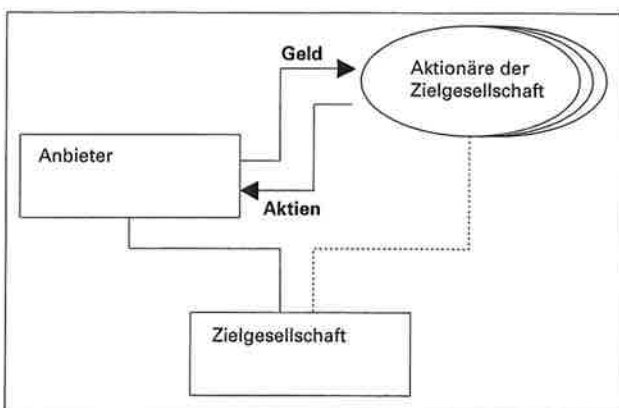 Geld
Aktionäre der
Zielgesellschaft
Anbieter
Aktien
Zielgesellschaft